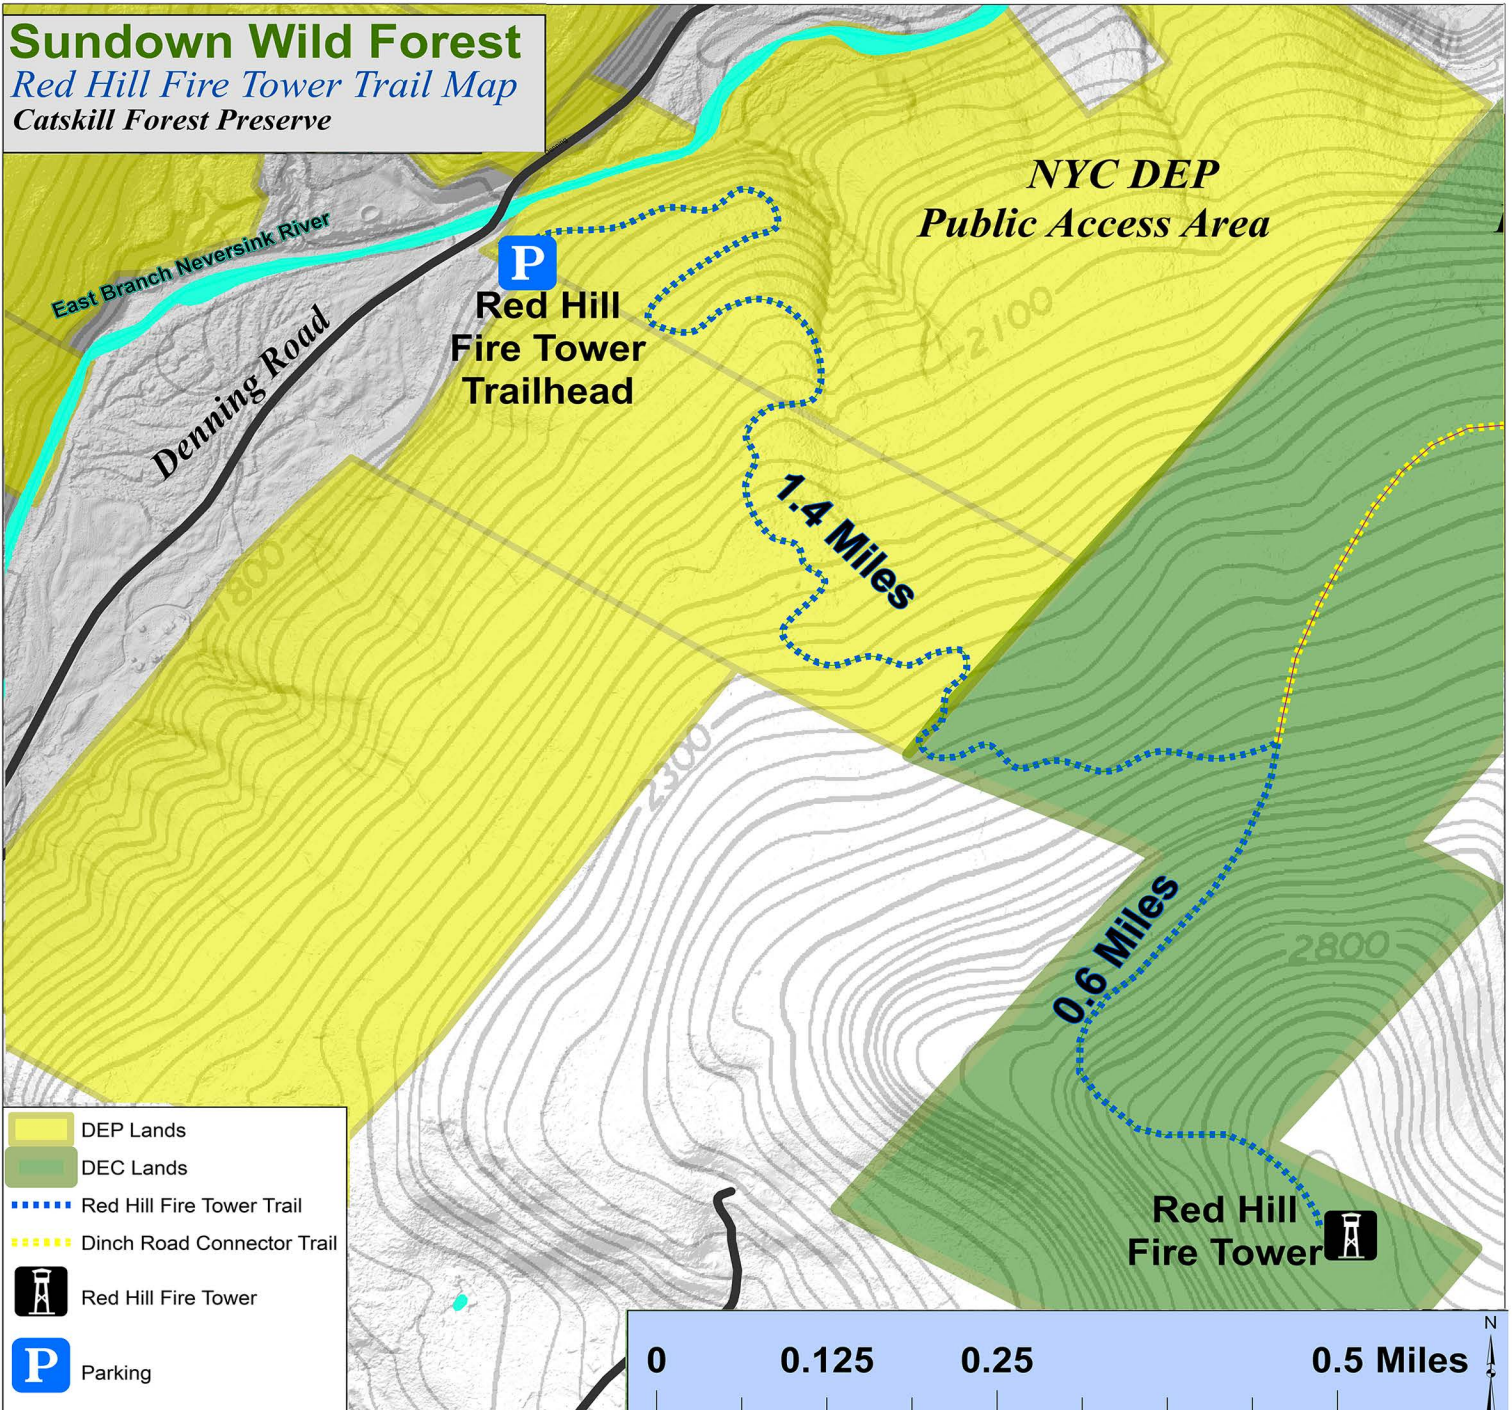 Sundown Wild Forest
Red Hill Fire Tower Trail Map
Catskill Forest Preserve
NYC DEP
Public Access Area
East Branch Neversink River
Denning Road
P
Red Hill
Fire Tower
Trailhead
2100
1.4 Miles
1800
2300
0.6 Miles
2800
Red Hill
Fire Tower
DEP Lands
DEC Lands
Red Hill Fire Tower Trail
Dinch Road Connector Trail
Red Hill Fire Tower
P Parking
0 0.125 0.25 0.5 Miles
N